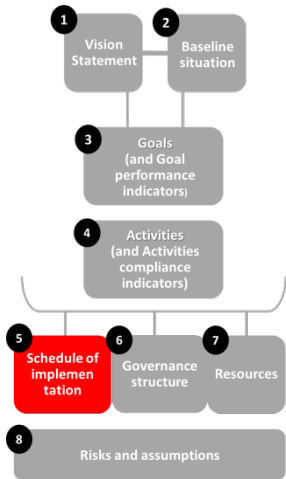 1
Vision
Statement
2
Baseline
situation
3
Goals
(and Goal
performance
indicators)
4
Activities
(and Activities
compliance
indicators)
5
Schedule of
implemen
tation
6
Governance
structure
7
Resources
8
Risks and assumptions